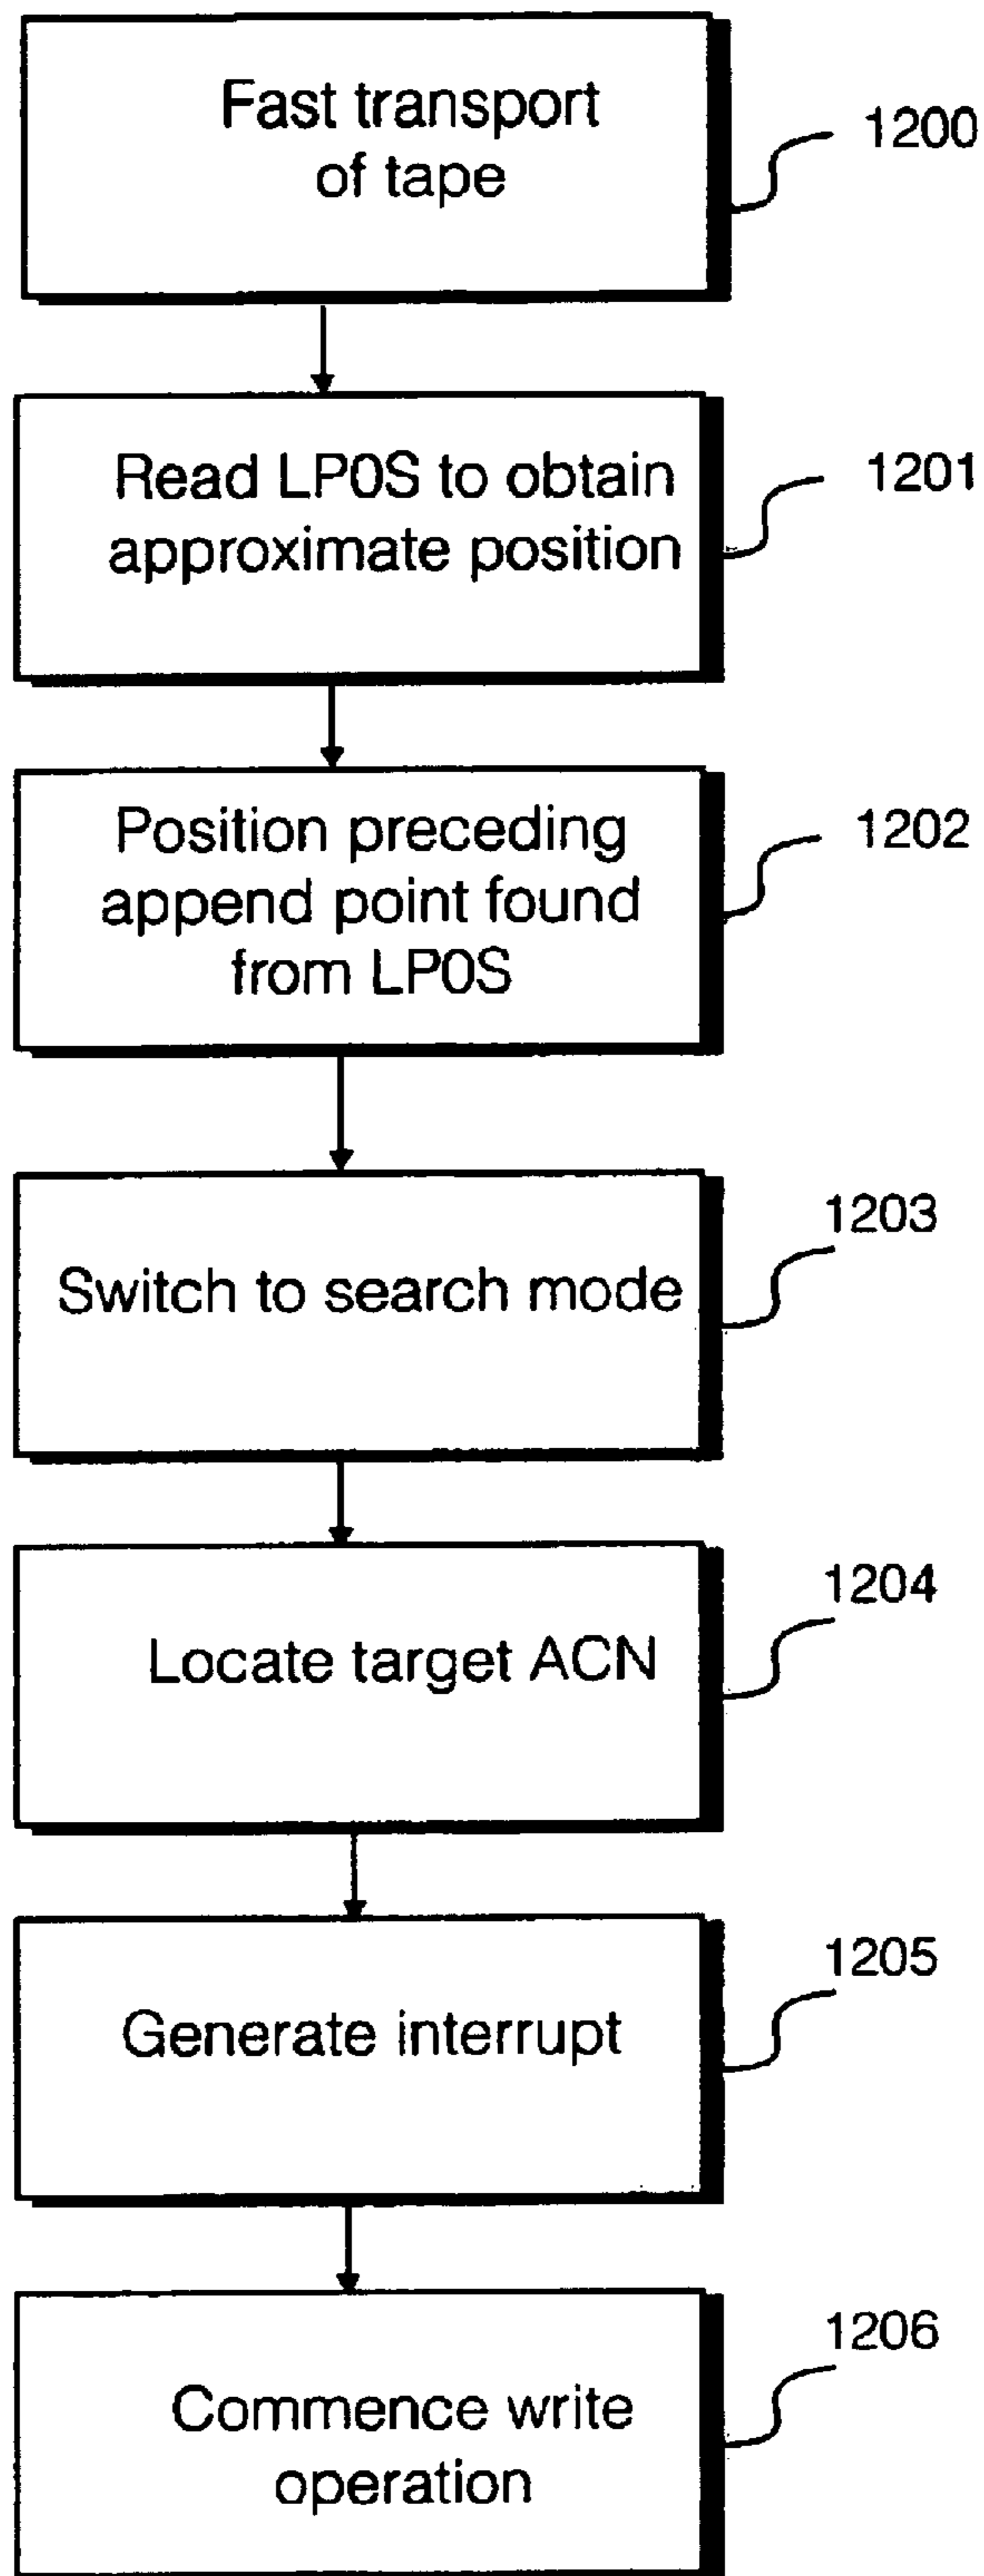 Fast transport
of tape
1200
Read LP0S to obtain
approximate position
1201
Position preceding
append point found
from LP0S
1202
Switch to search mode
1203
Locate target ACN
1204
Generate interrupt
1205
Commence write
operation
1206